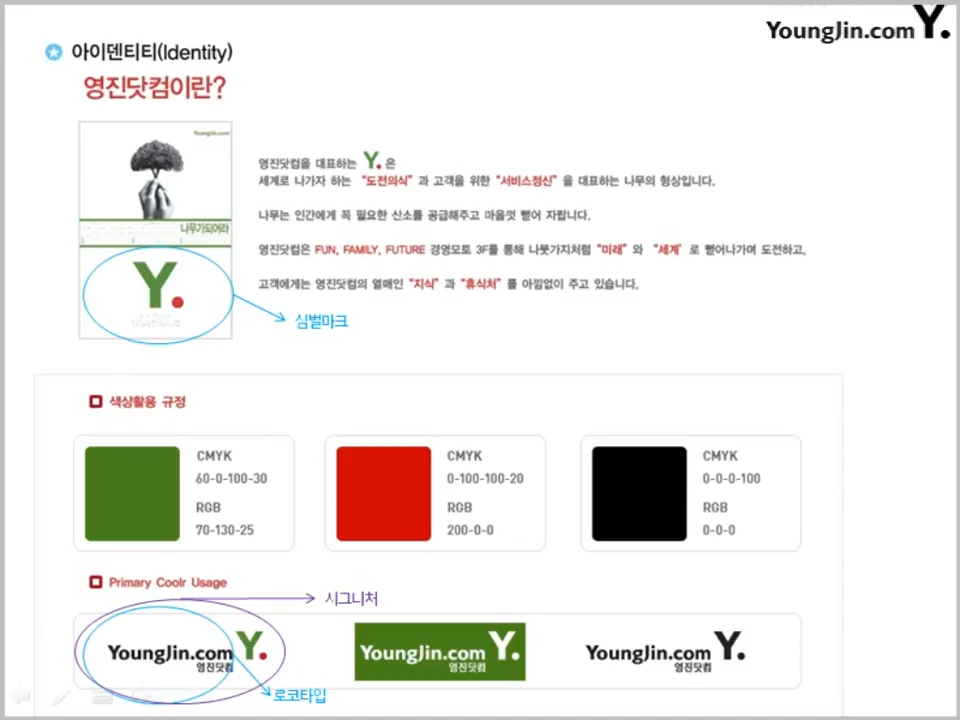 YoungJin.com Y.
아이덴티티(Identity)
영진닷컴이란?
YoungJin.com
나무가되어라
Y.
영진닷컴을 대표하는 Y. 은
세계로 나가자 하는 "도전의식" 과 고객을 위한 "서비스정신" 을 대표하는 나무의 형상입니다.
나무는 인간에게 꼭 필요한 산소를 공급해주고 마음껏 뻗어 자랍니다.
영진닷컴은 FUN, FAMILY, FUTURE 경영모토 3F를 통해 나뭇가지처럼 "미래" 와 "세계" 로 뻗어나가며 도전하고,
고객에게는 영진닷컴의 열매인 "지식" 과 "휴식처" 를 아낌없이 주고 있습니다.
심벌마크
색상활용 규정
CMYK
60-0-100-30
RGB
70-130-25
CMYK
0-100-100-20
RGB
200-0-0
CMYK
0-0-0-100
RGB
0-0-0
Primary Coolr Usage
시그니처
YoungJin.com Y.
영진닷컴
YoungJin.com Y.
영진닷컴
YoungJin.com Y.
영진닷컴
로코타입